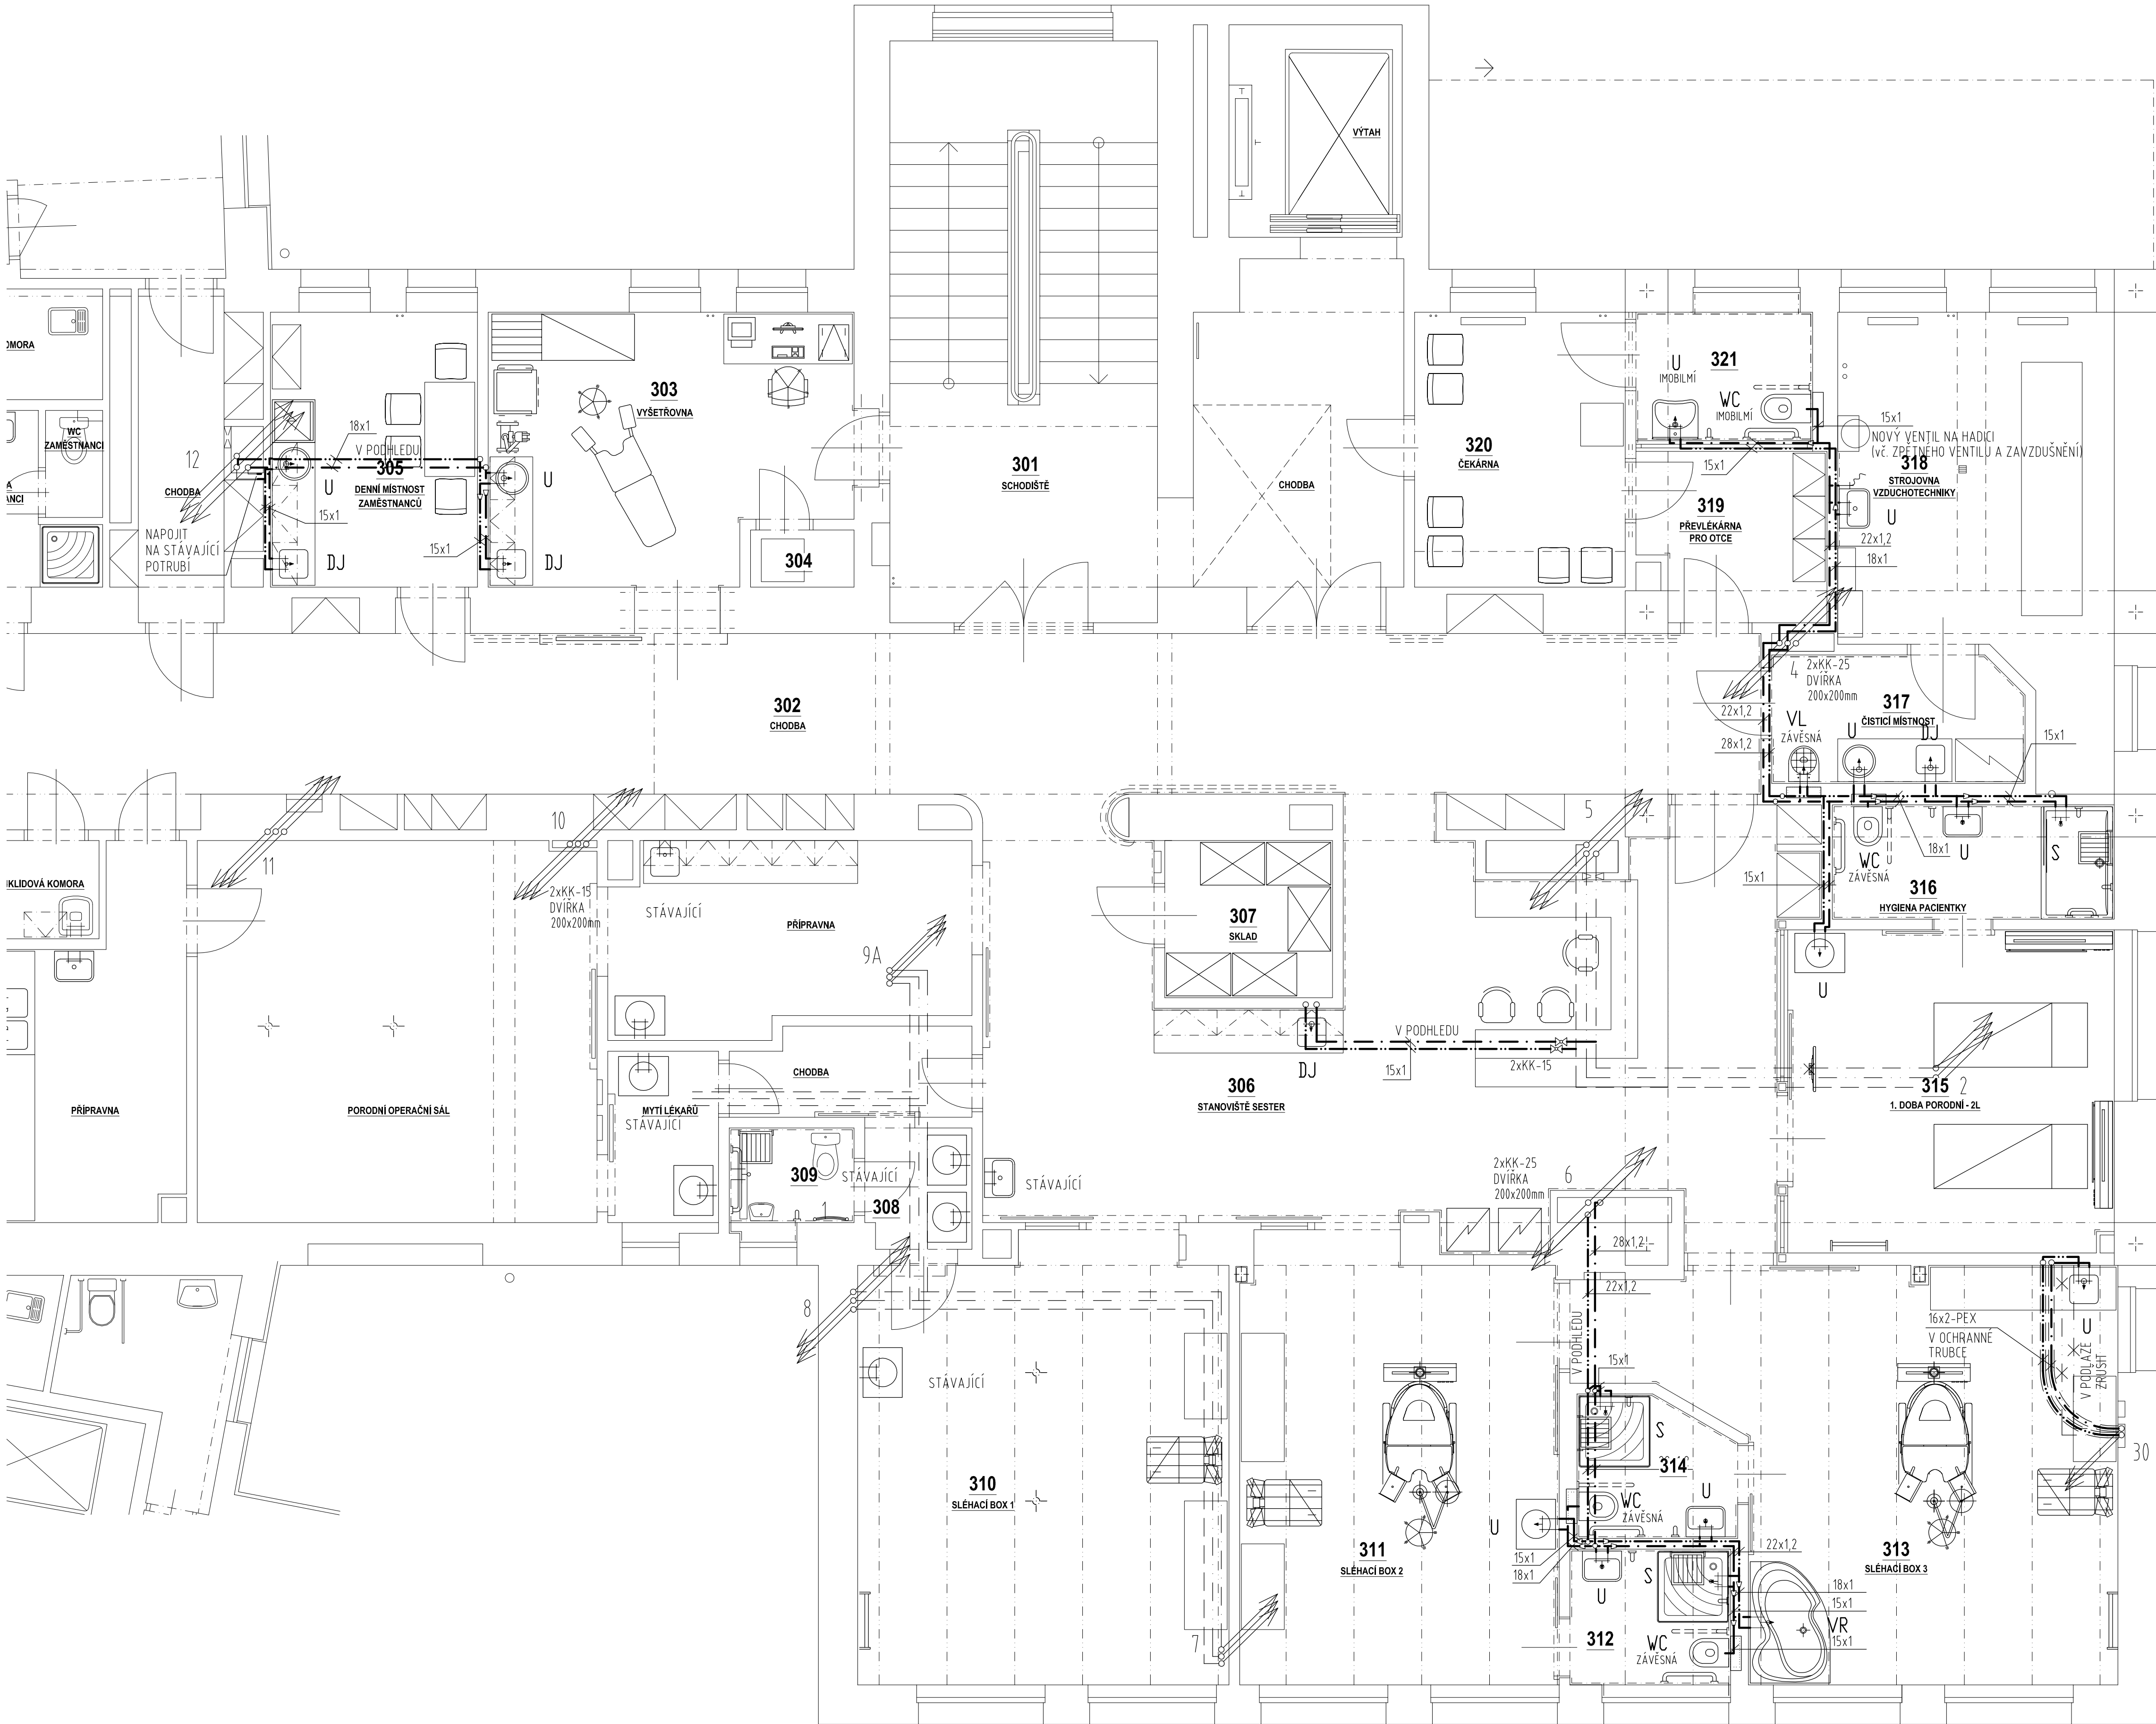 VÝTAH
OMORA
WC
ZAMĚSTNANCI
ANCI
12
CHODBA
NAPOJIT
NA STÁVAJÍCÍ
POTRUBÍ
18x1
V PODHLEDU
305
DENNÍ MÍSTNOST
ZAMĚSTNANCŮ
U
15x1
DJ
15x1
303
VYŠETŘOVNA
U
DJ
304
301
SCHODIŠTĚ
CHODBA
320
ČEKÁRNA
321
U
IMOBILMÍ
WC
IMOBILMÍ
15x1
15x1
NOVÝ VENTIL NA HADICI
(vč. ZPĚTNÉHO VENTILU A ZAVZDUŠNĚNÍ)
318
STROJOVNA
VZDUCHOTECHNIKY
U
319
PŘEVLÉKÁRNA
PRO OTCE
22x1,2
18x1
302
CHODBA
4
2xKK-25
DVÍŘKA
200x200mm
22x1,2
28x1,2
VL
ZÁVĚSNÁ
317
ČISTICÍ MÍSTNOST
U
DJ
15x1
11
10
2xKK-15
DVÍŘKA
200x200mm
STÁVAJÍCÍ
PŘÍPRAVNA
9A
307
SKLAD
5
15x1
WC
ZÁVĚSNÁ
18x1
U
S
316
HYGIENA PACIENTKY
U
KLIDOVÁ KOMORA
PŘÍPRAVNA
PORODNÍ OPERAČNÍ SÁL
MYTÍ LÉKAŘŮ
STÁVAJÍCÍ
CHODBA
309
STÁVAJÍCÍ
1
308
STÁVAJÍCÍ
DJ
306
STANOVIŠTĚ SESTER
V PODHLEDU
15x1
2xKK-15
315
2
1. DOBA PORODNÍ - 2L
2xKK-25
DVÍŘKA
200x200mm
6
28x1,2
22x1,2
V PODHLEDU
15x1
8
STÁVAJÍCÍ
310
SLÉHACÍ BOX 1
7
311
SLÉHACÍ BOX 2
U
15x1
18x1
S
314
WC
ZÁVĚSNÁ
U
22x1,2
U
S
312
WC
ZÁVĚSNÁ
18x1
15x1
VR
15x1
313
SLÉHACÍ BOX 3
16x2-PEX
V OCHRANNÉ
TRUBCE
U
V PODLAZE
ZRUŠIT
30